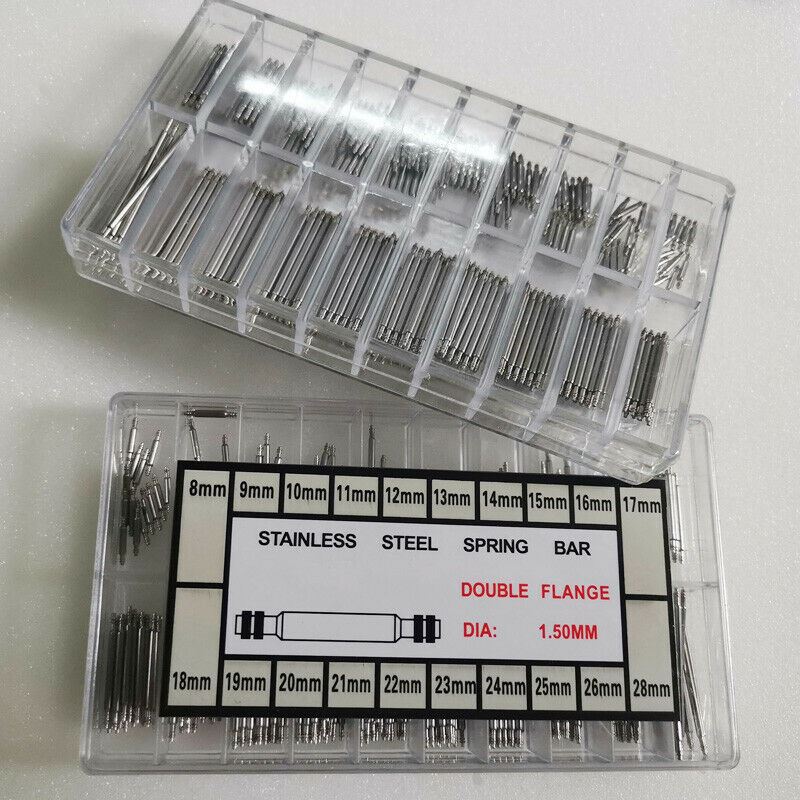 8mm 9mm 10mm 11mm 12mm 13mm 14mm 15mm 16mm 17mm
STAINLESS STEEL SPRING BAR
DOUBLE FLANGE
DIA: 1.50MM
18mm 19mm 20mm 21mm 22mm 23mm 24mm 25mm 26mm 28mm